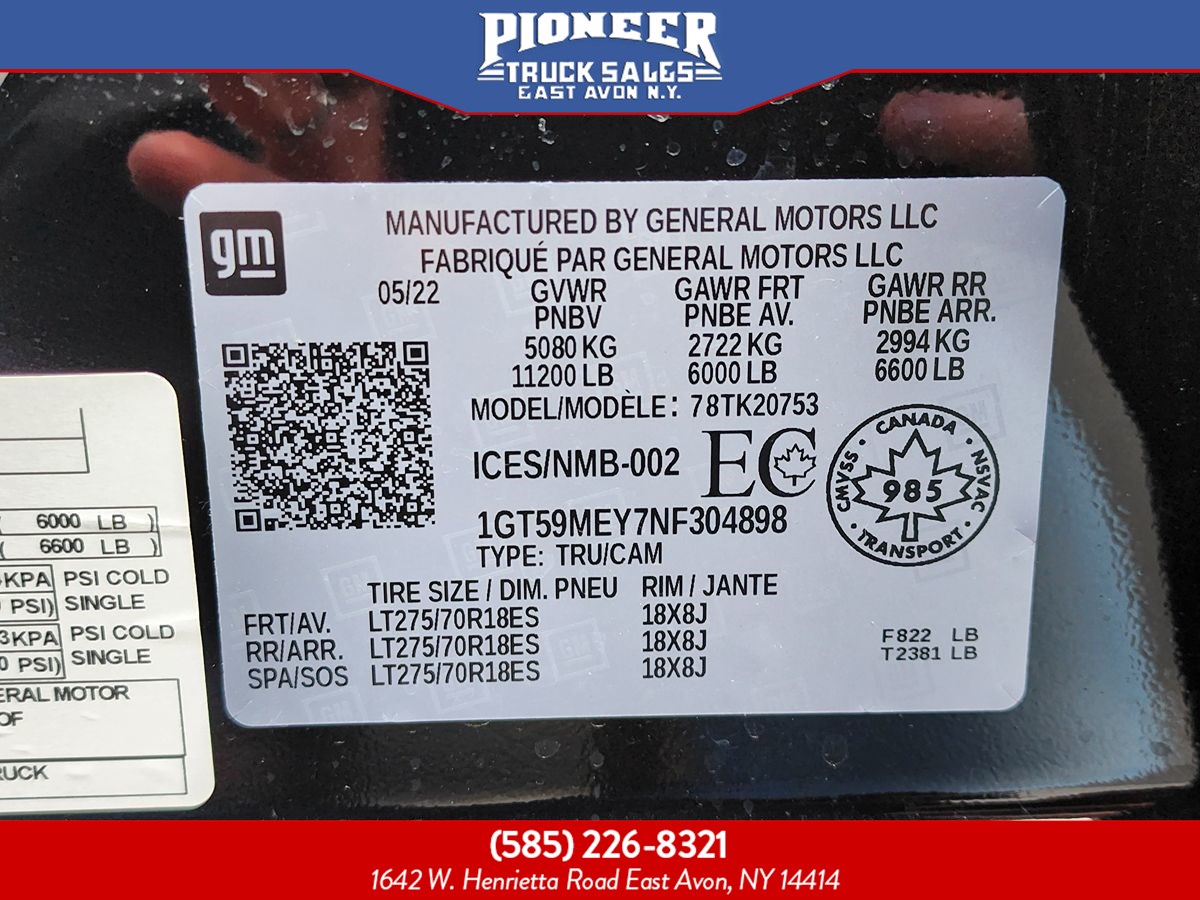 PIONEER
TRUCK SALES
EAST AVON N.Y.
gm
MANUFACTURED BY GENERAL MOTORS LLC
FABRIQUÉ PAR GENERAL MOTORS LLC
05/22 GVWR GAWR FRT GAWR RR
PNBV PNBE AV. PNBE ARR.
5080 KG 2722 KG 2994 KG
11200 LB 6000 LB 6600 LB
MODEL/MODÈLE: 78TK20753
ICES/NMB-002 EC
CANADA
CMVSS 985 NSVAC
TRANSPORT
1GT59MEY7NF304898
TYPE: TRU/CAM
TIRE SIZE / DIM. PNEU RIM / JANTE
FRT/AV. LT275/70R18ES 18X8J
RR/ARR. LT275/70R18ES 18X8J
SPA/SOS LT275/70R18ES 18X8J
F822 LB
T2381 LB
( 6000 LB )
( 6600 LB )
KPA PSI COLD
PSI) SINGLE
3KPA PSI COLD
0 PSI) SINGLE
ERAL MOTOR
OF
RUCK
(585) 226-8321
1642 W. Henrietta Road East Avon, NY 14414